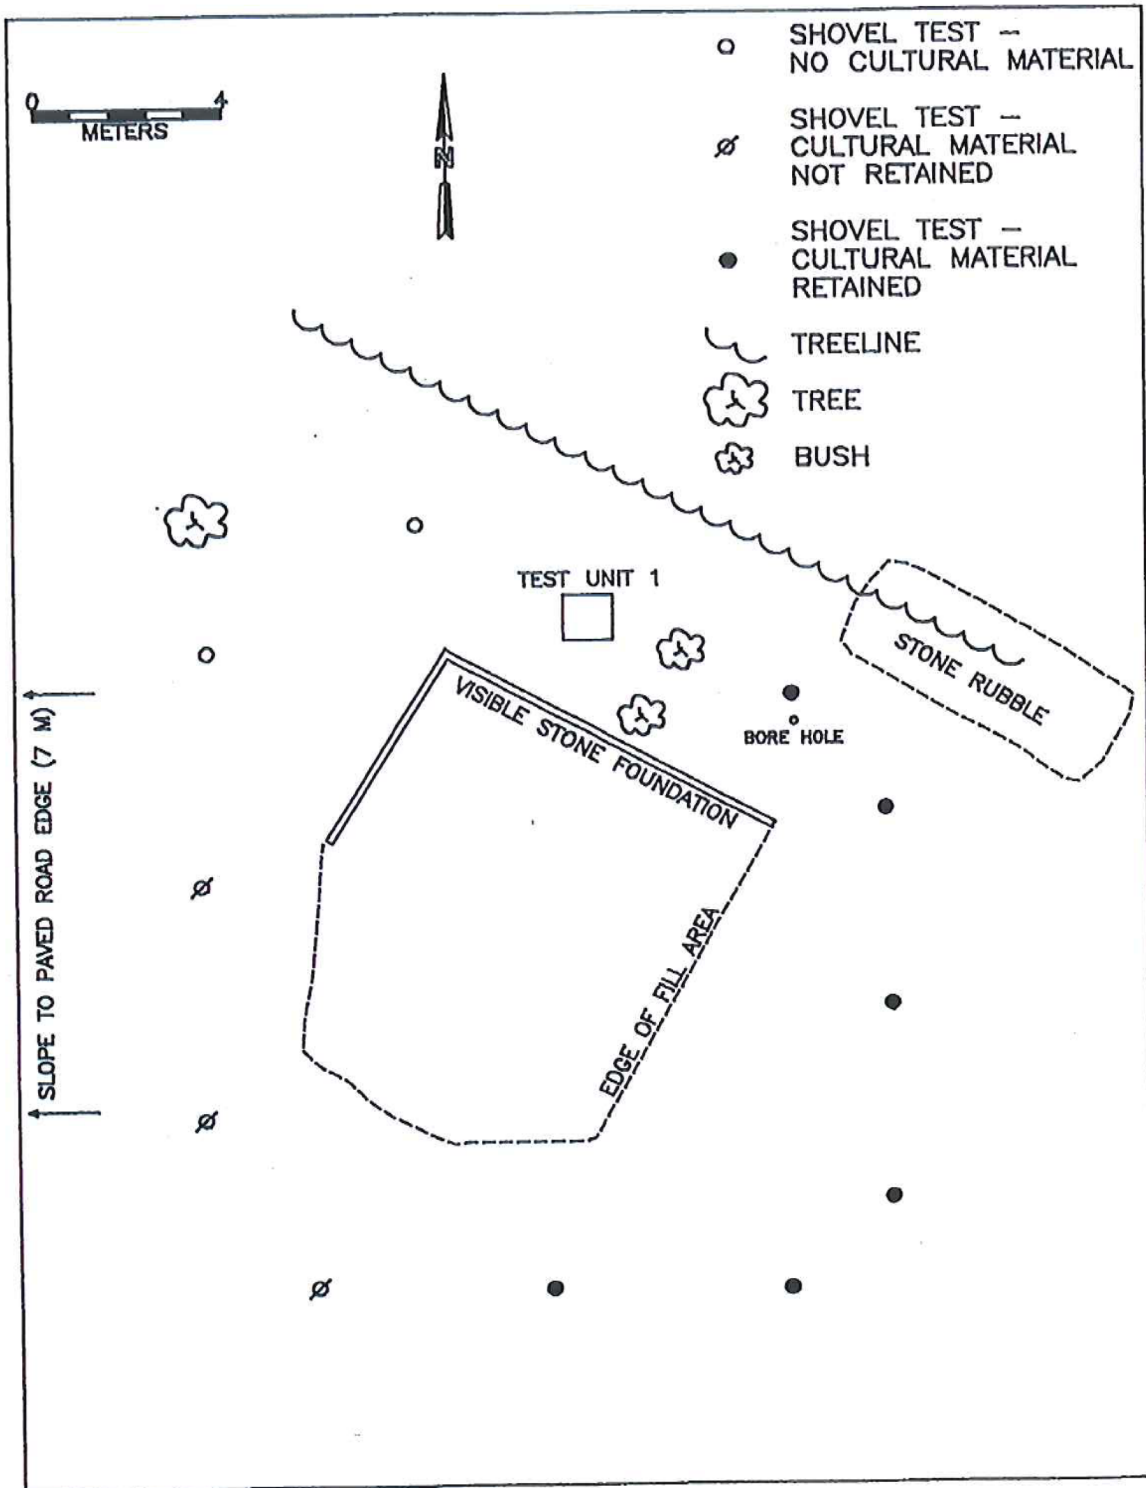 0 4
METERS
N
SHOVEL TEST –
NO CULTURAL MATERIAL
SHOVEL TEST –
CULTURAL MATERIAL
NOT RETAINED
SHOVEL TEST –
CULTURAL MATERIAL
RETAINED
TREELINE
TREE
BUSH
TEST UNIT 1
STONE RUBBLE
VISIBLE STONE FOUNDATION
BORE HOLE
SLOPE TO PAVED ROAD EDGE (7 M)
EDGE OF FILL AREA